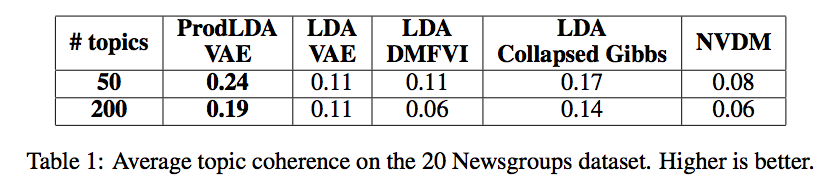 # topics | ProdLDA VAE | LDA VAE | LDA DMFVI | LDA Collapsed Gibbs | NVDM
50 | 0.24 | 0.11 | 0.11 | 0.17 | 0.08
200 | 0.19 | 0.11 | 0.06 | 0.14 | 0.06
Table 1: Average topic coherence on the 20 Newsgroups dataset. Higher is better.